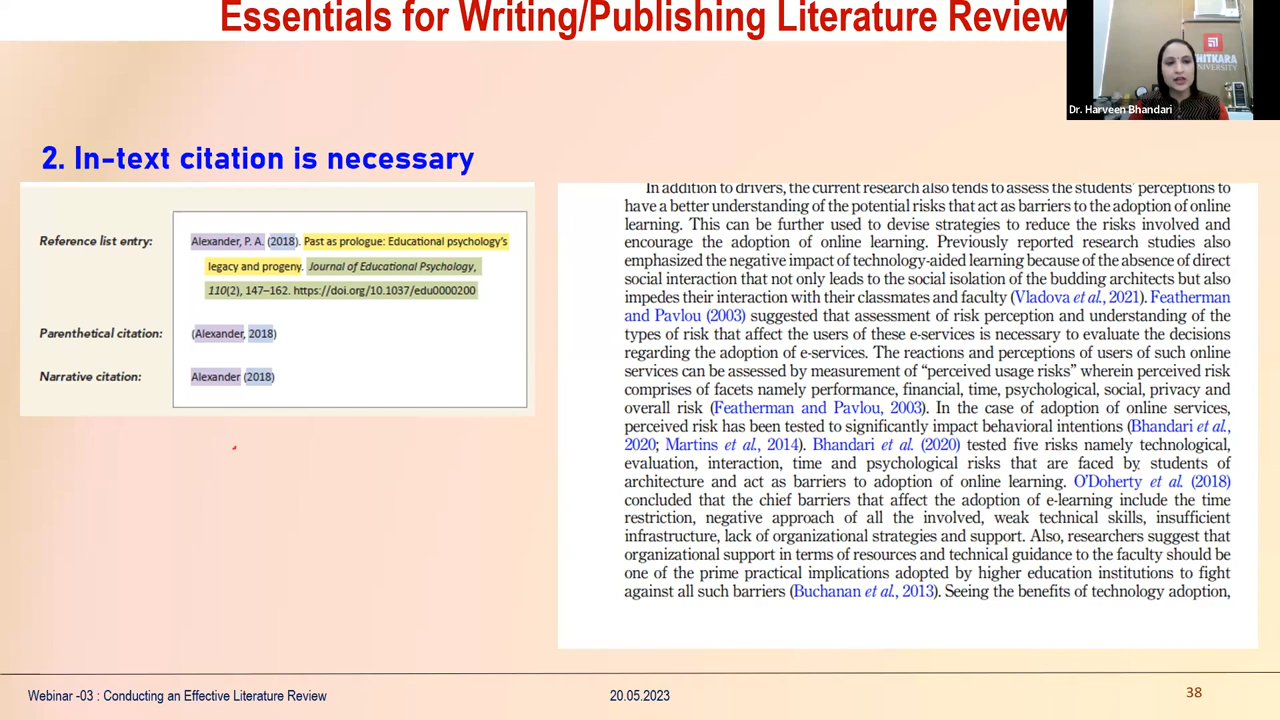 Essentials for Writing/Publishing Literature Review
HITKARA
UNIVERSITY
Dr. Harveen Bhandari
2. In-text citation is necessary
Reference list entry:
Alexander, P. A. (2018). Past as prologue: Educational psychology's
legacy and progeny. Journal of Educational Psychology,
110(2), 147–162. https://doi.org/10.1037/edu0000200
Parenthetical citation:
(Alexander, 2018)
Narrative citation:
Alexander (2018)
In addition to drivers, the current research also tends to assess the students' perceptions to
have a better understanding of the potential risks that act as barriers to the adoption of online
learning. This can be further used to devise strategies to reduce the risks involved and
encourage the adoption of online learning. Previously reported research studies also
emphasized the negative impact of technology-aided learning because of the absence of direct
social interaction that not only leads to the social isolation of the budding architects but also
impedes their interaction with their classmates and faculty (Vladova et al., 2021). Featherman
and Pavlou (2003) suggested that assessment of risk perception and understanding of the
types of risk that affect the users of these e-services is necessary to evaluate the decisions
regarding the adoption of e-services. The reactions and perceptions of users of such online
services can be assessed by measurement of “perceived usage risks” wherein perceived risk
comprises of facets namely performance, financial, time, psychological, social, privacy and
overall risk (Featherman and Pavlou, 2003). In the case of adoption of online services,
perceived risk has been tested to significantly impact behavioral intentions (Bhandari et al.,
2020; Martins et al., 2014). Bhandari et al. (2020) tested five risks namely technological,
evaluation, interaction, time and psychological risks that are faced by students of
architecture and act as barriers to adoption of online learning. O'Doherty et al. (2018)
concluded that the chief barriers that affect the adoption of e-learning include the time
restriction, negative approach of all the involved, weak technical skills, insufficient
infrastructure, lack of organizational strategies and support. Also, researchers suggest that
organizational support in terms of resources and technical guidance to the faculty should be
one of the prime practical implications adopted by higher education institutions to fight
against all such barriers (Buchanan et al., 2013). Seeing the benefits of technology adoption,
Webinar -03 : Conducting an Effective Literature Review
20.05.2023
38